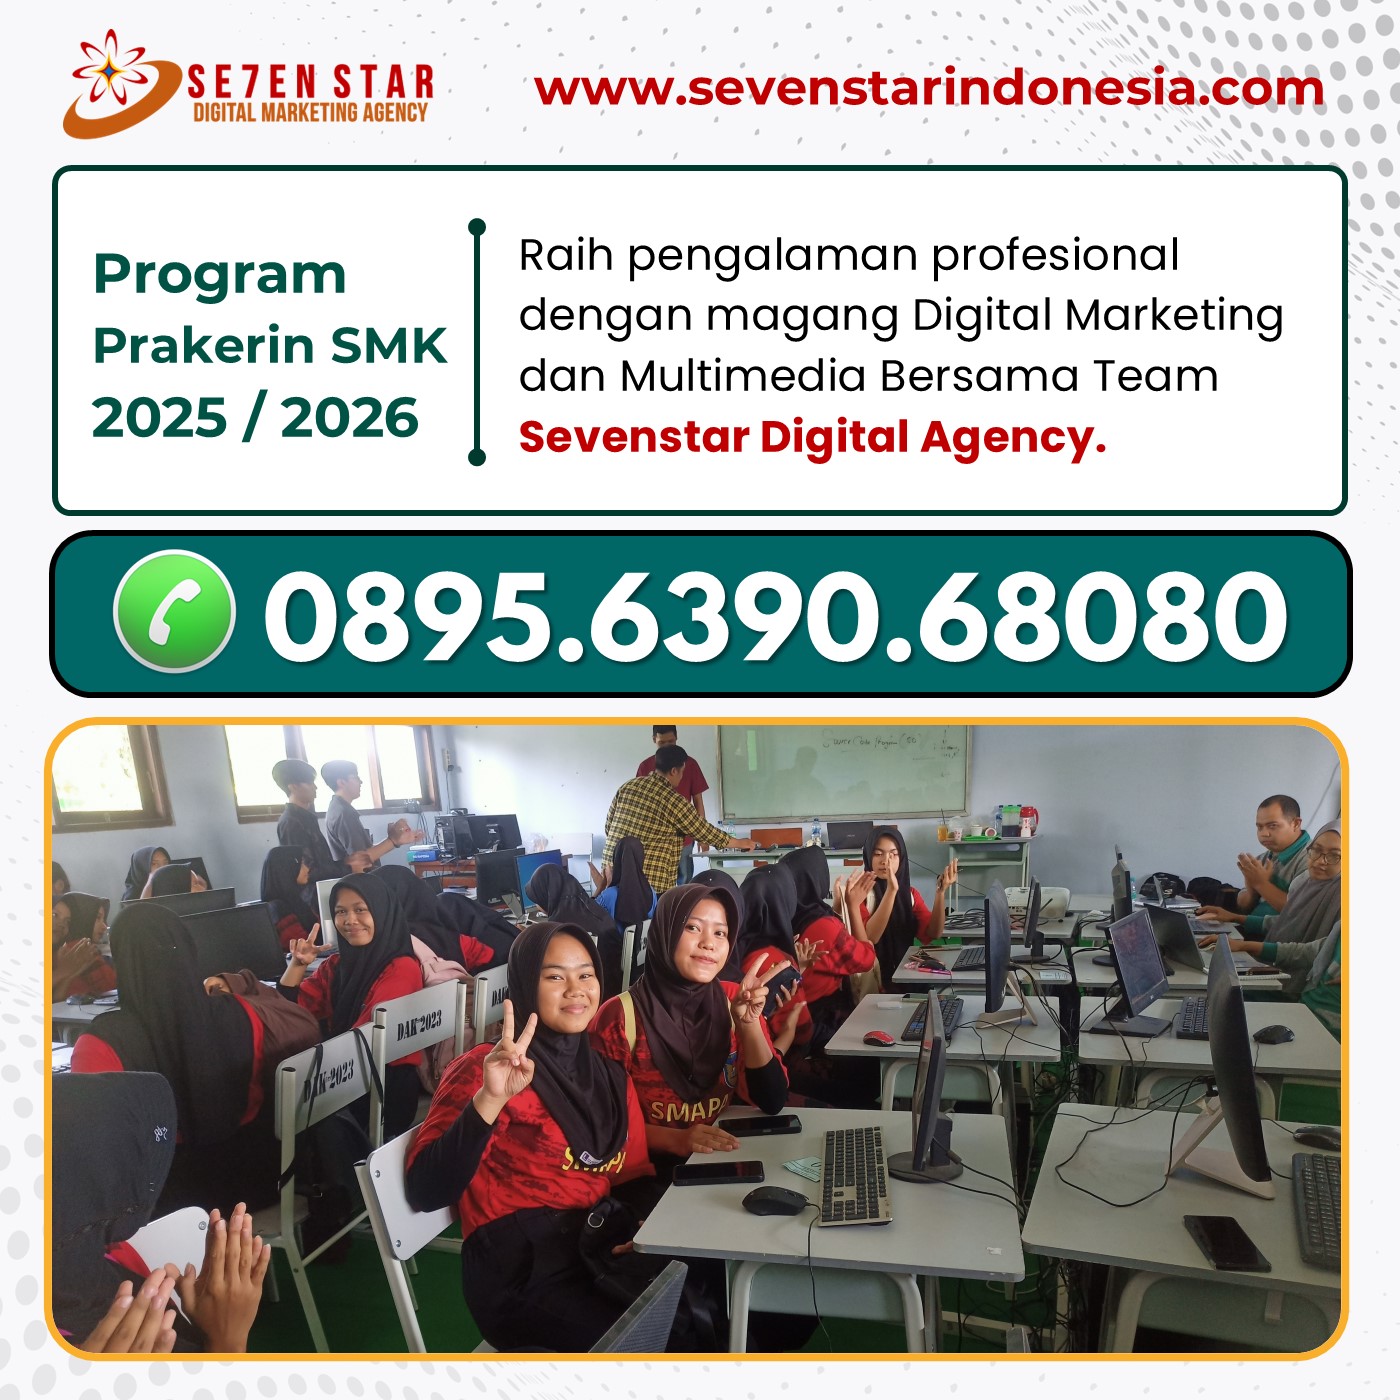 SE7EN STAR
DIGITAL MARKETING AGENCY
www.sevenstarindonesia.com
Program
Prakerin SMK
2025 / 2026
Raih pengalaman profesional
dengan magang Digital Marketing
dan Multimedia Bersama Team
Sevenstar Digital Agency.
0895.6390.68080
DAK 2023
DAK 2023
SMAPA